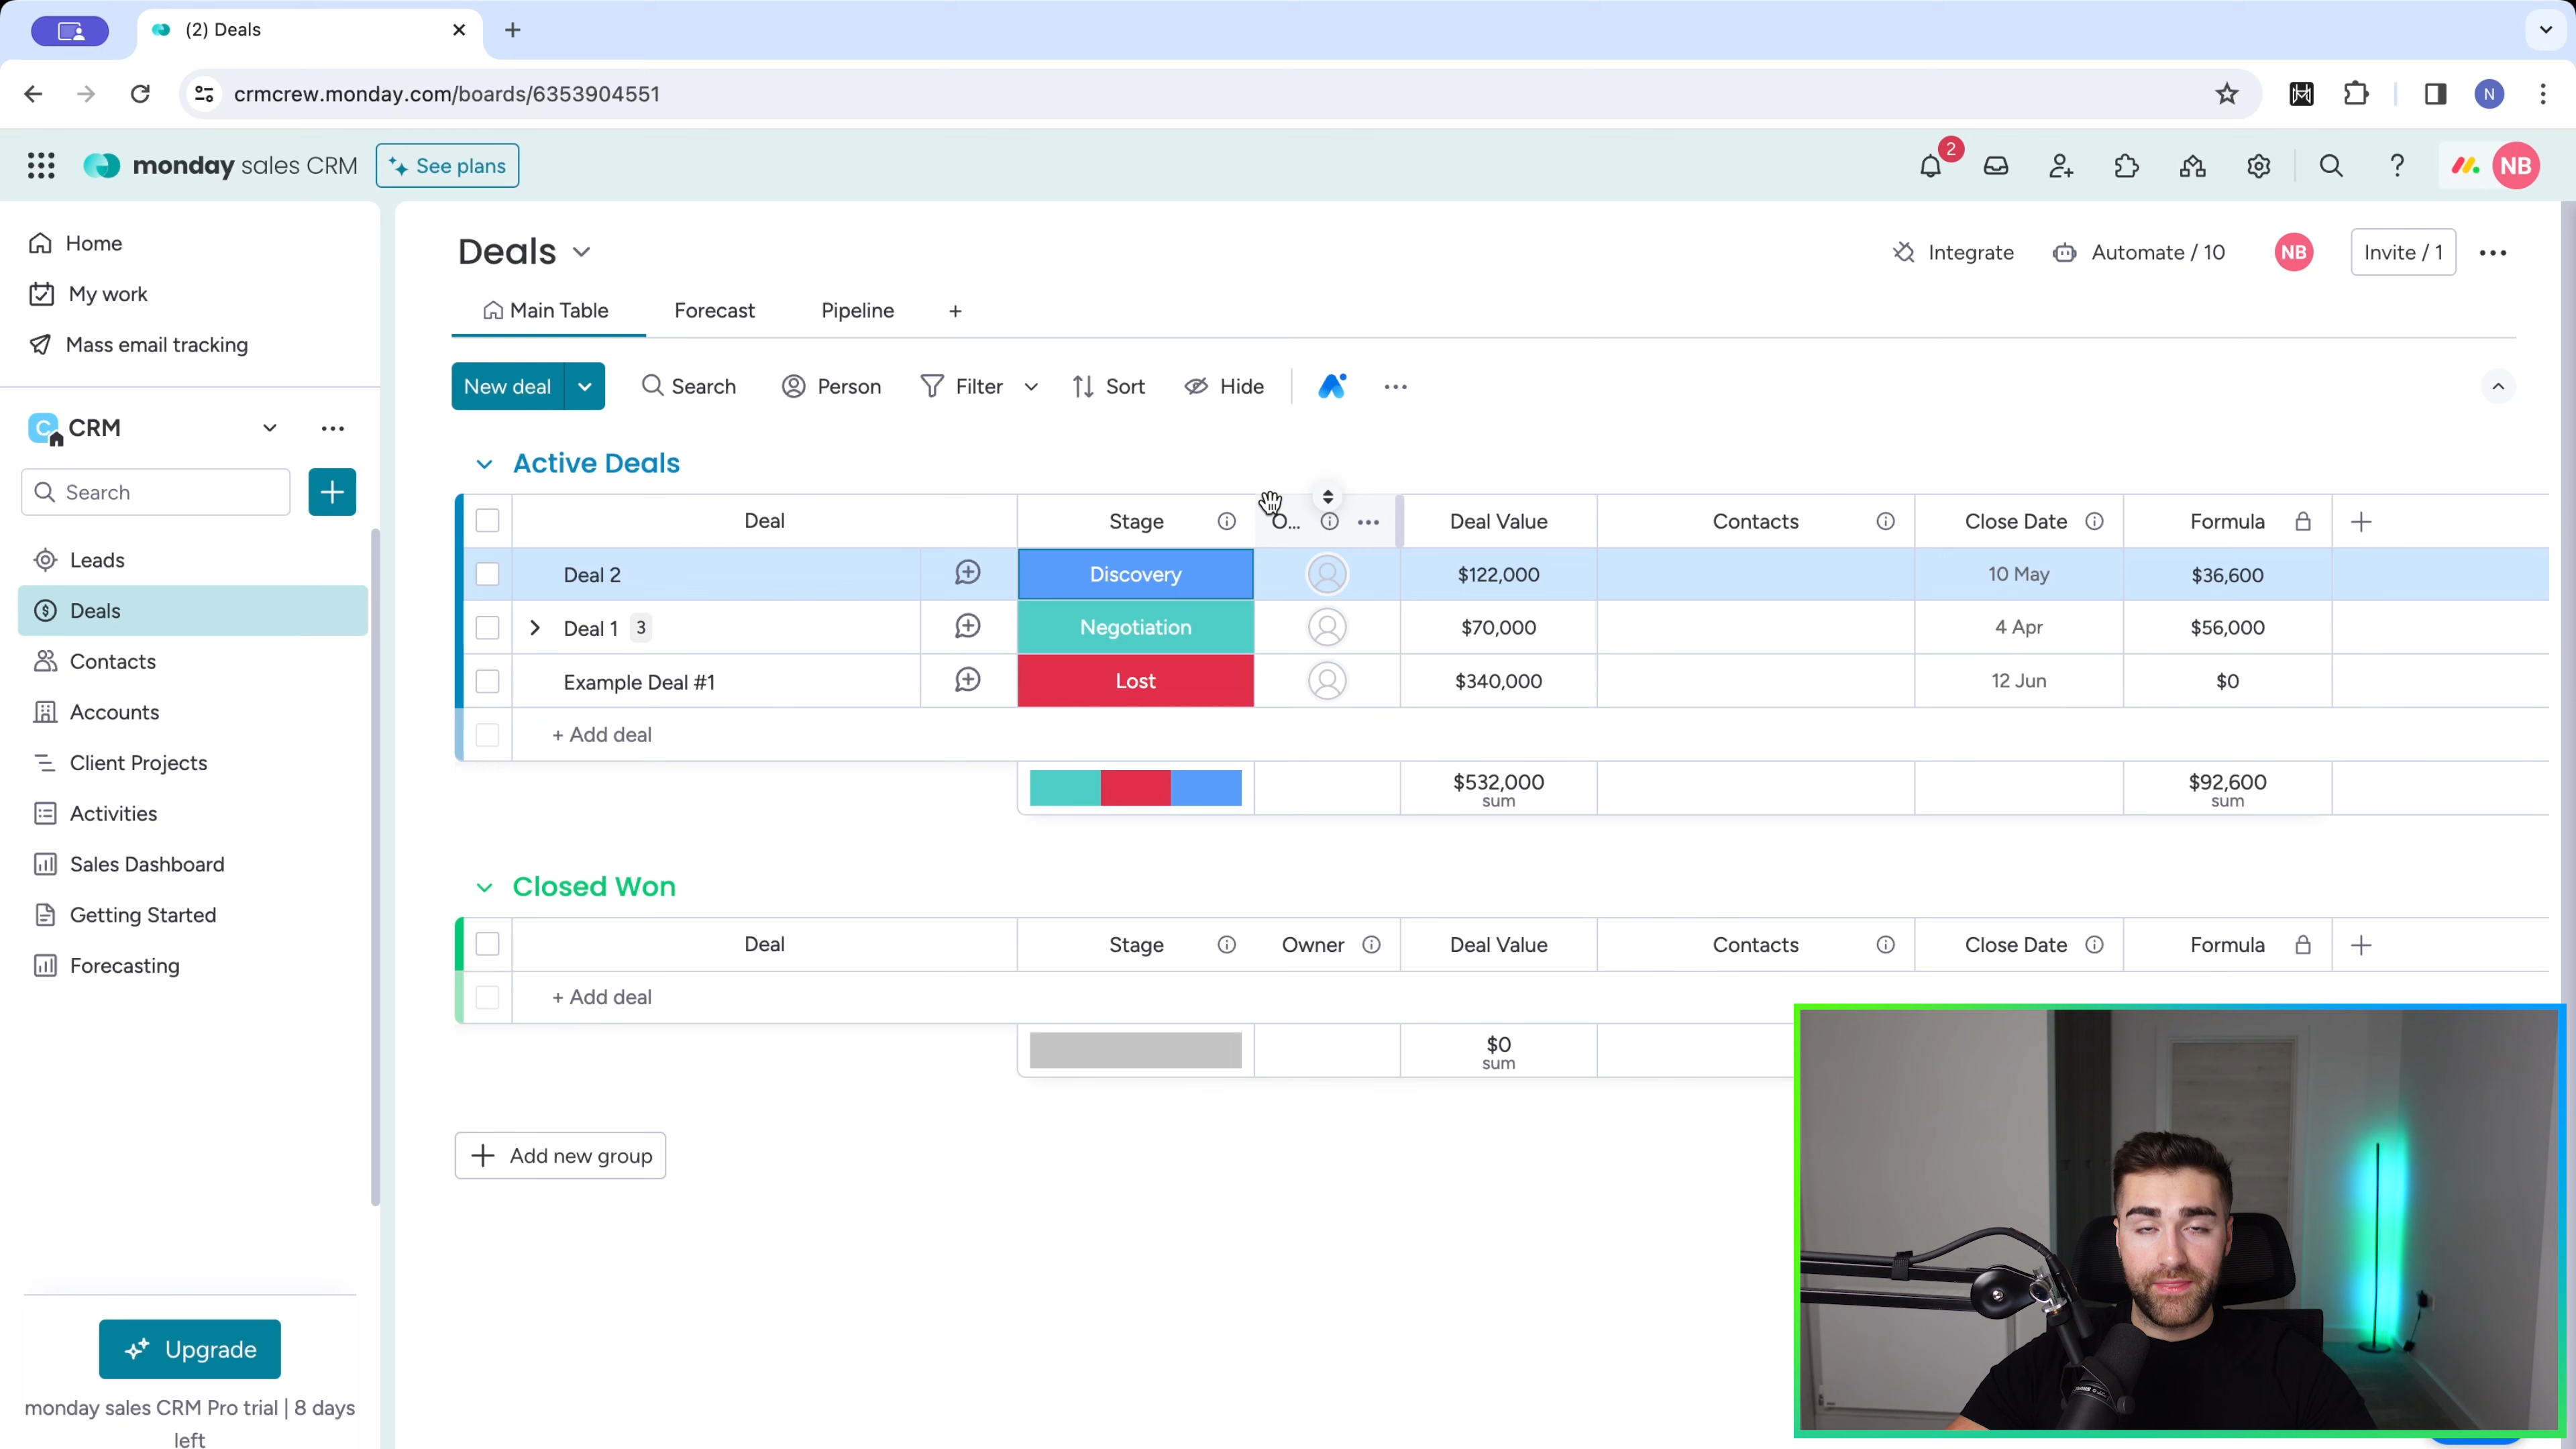 (2) Deals
crmcrew.monday.com/boards/6353904551
N
monday sales CRM
See plans
2
NB
Home
My work
Mass email tracking
C
CRM
Search
Leads
Deals
Contacts
Accounts
Client Projects
Activities
Sales Dashboard
Getting Started
Forecasting
Upgrade
monday sales CRM Pro trial | 8 days
left
Deals
Integrate
Automate / 10
NB
Invite / 1
Main Table
Forecast
Pipeline
New deal
Search
Person
Filter
Sort
Hide
Active Deals
Deal Stage O... Deal Value Contacts Close Date Formula
Deal 2 Discovery $122,000 10 May $36,600
Deal 1 3 Negotiation $70,000 4 Apr $56,000
Example Deal #1 Lost $340,000 12 Jun $0
+ Add deal
$532,000 $92,600
sum sum
Closed Won
Deal Stage Owner Deal Value Contacts Close Date Formula
+ Add deal
$0
sum
Add new group